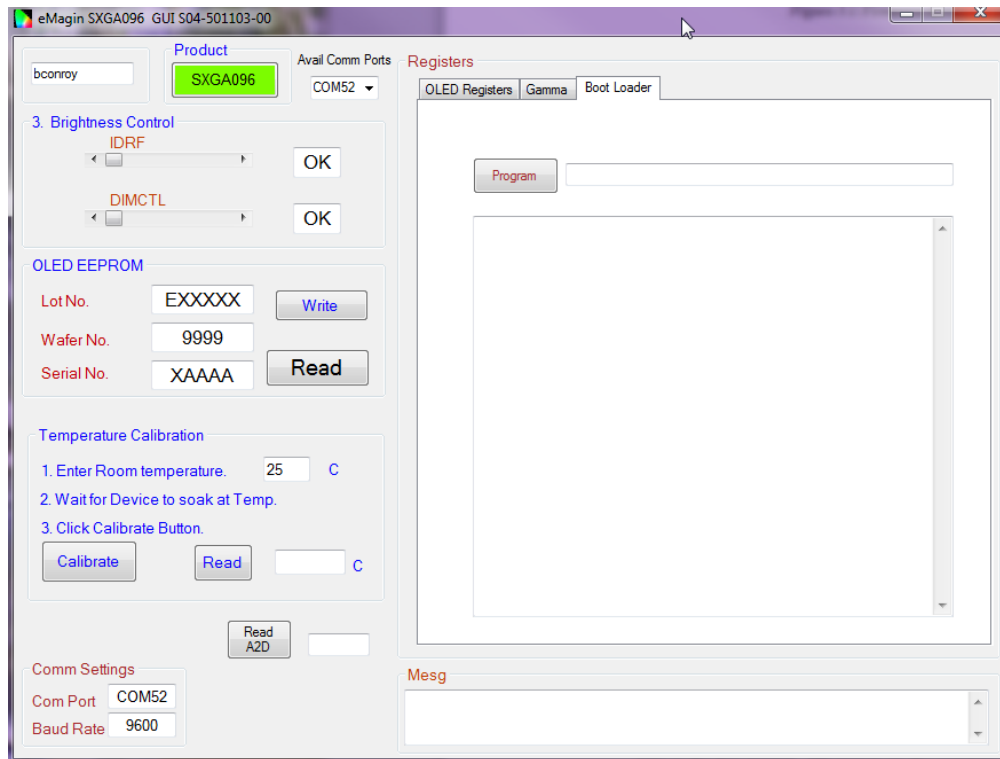 eMagin SXGA096 GUI S04-501103-00
bconroy
Product
SXGA096
Avail Comm Ports
COM52
3. Brightness Control
IDRF
OK
DIMCTL
OK
OLED EEPROM
Lot No. EXXXXX Write
Wafer No. 9999
Serial No. XAAAA Read
Temperature Calibration
1. Enter Room temperature. 25 C
2. Wait for Device to soak at Temp.
3. Click Calibrate Button.
Calibrate Read C
Read
A2D
Comm Settings
Com Port COM52
Baud Rate 9600
Registers
OLED Registers Gamma Boot Loader
Program
Mesg